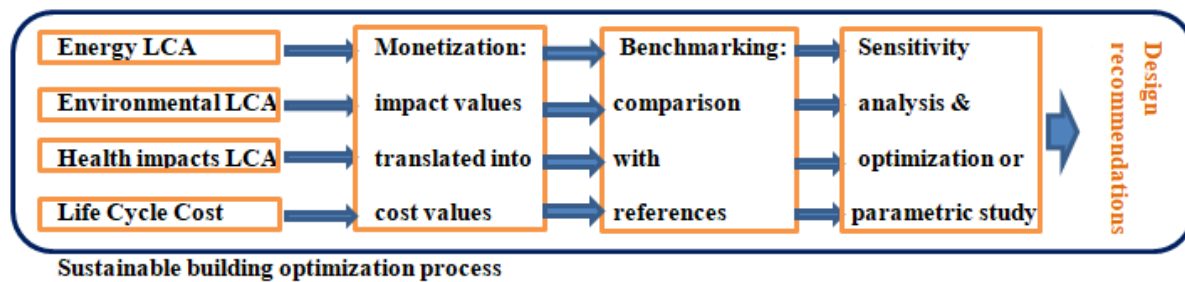 Energy LCA
Environmental LCA
Health impacts LCA
Life Cycle Cost
Monetization:
impact values
translated into
cost values
Benchmarking:
comparison
with
references
Sensitivity
analysis &
optimization or
parametric study
Design
recommendations
Sustainable building optimization process